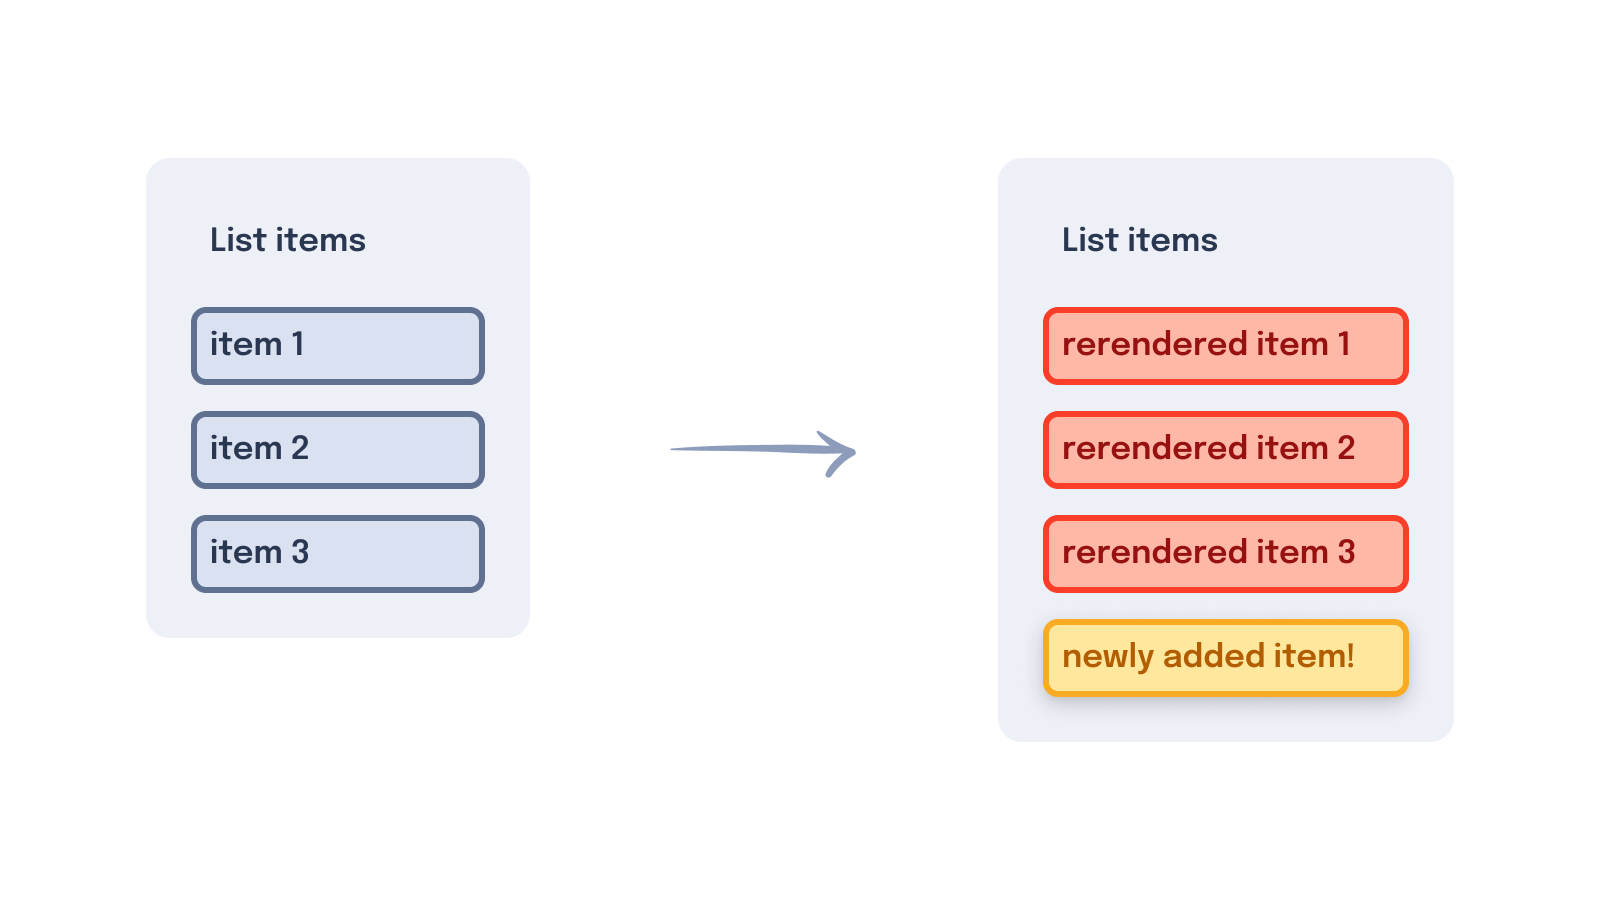 List items
item 1
item 2
item 3
List items
rerendered item 1
rerendered item 2
rerendered item 3
newly added item!